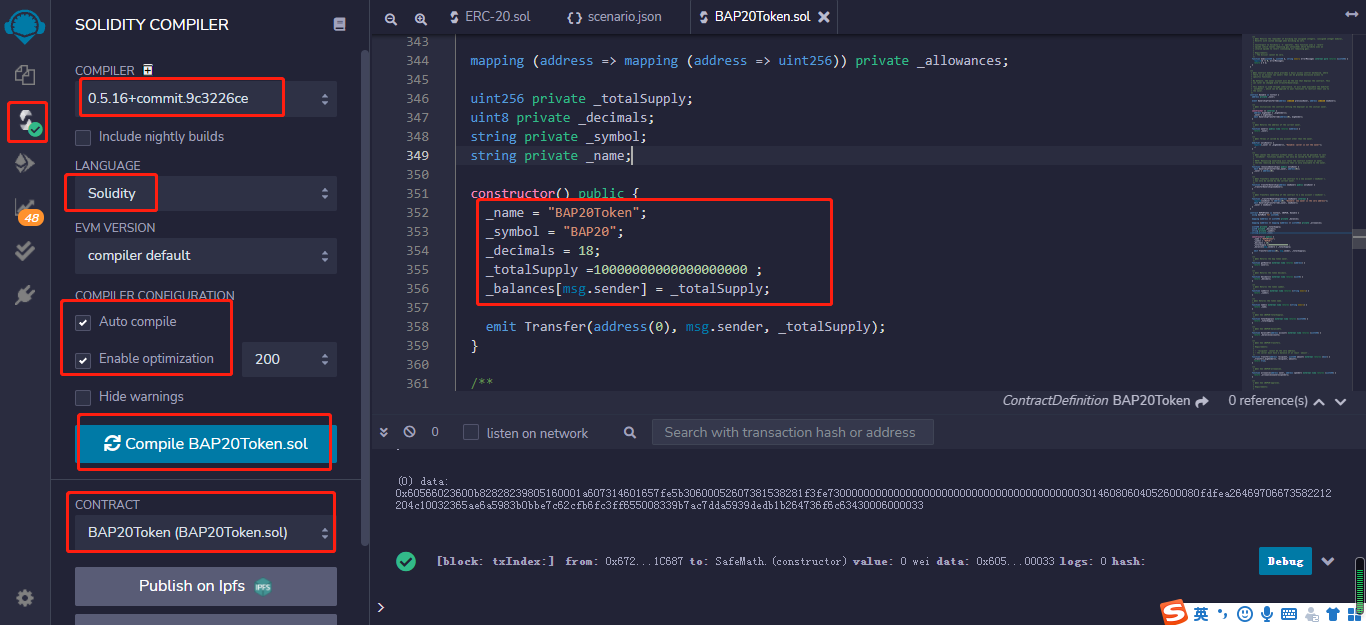 SOLIDITY COMPILER
COMPILER
0.5.16+commit.9c3226ce
Include nightly builds
LANGUAGE
Solidity
EVM VERSION
compiler default
COMPILER CONFIGURATION
Auto compile
Enable optimization
200
Hide warnings
Compile BAP20Token.sol
CONTRACT
BAP20Token (BAP20Token.sol)
Publish on Ipfs
IPFS
48
ERC-20.sol
{} scenario.json
BAP20Token.sol
343
344 mapping (address => mapping (address => uint256)) private _allowances;
345
346 uint256 private _totalSupply;
347 uint8 private _decimals;
348 string private _symbol;
349 string private _name;
350
351 constructor() public {
352 _name = "BAP20Token";
353 _symbol = "BAP20";
354 _decimals = 18;
355 _totalSupply =10000000000000000000 ;
356 _balances[msg.sender] = _totalSupply;
357
358 emit Transfer(address(0), msg.sender, _totalSupply);
359 }
360
361 /**
ContractDefinition BAP20Token 0 reference(s)
0 listen on network
Search with transaction hash or address
(0) data:
[block: txIndex:] from: 0x672...1C687 to: SafeMath.(constructor) value: 0 wei data: 0x605...00033 logs: 0 hash:
Debug
>
英